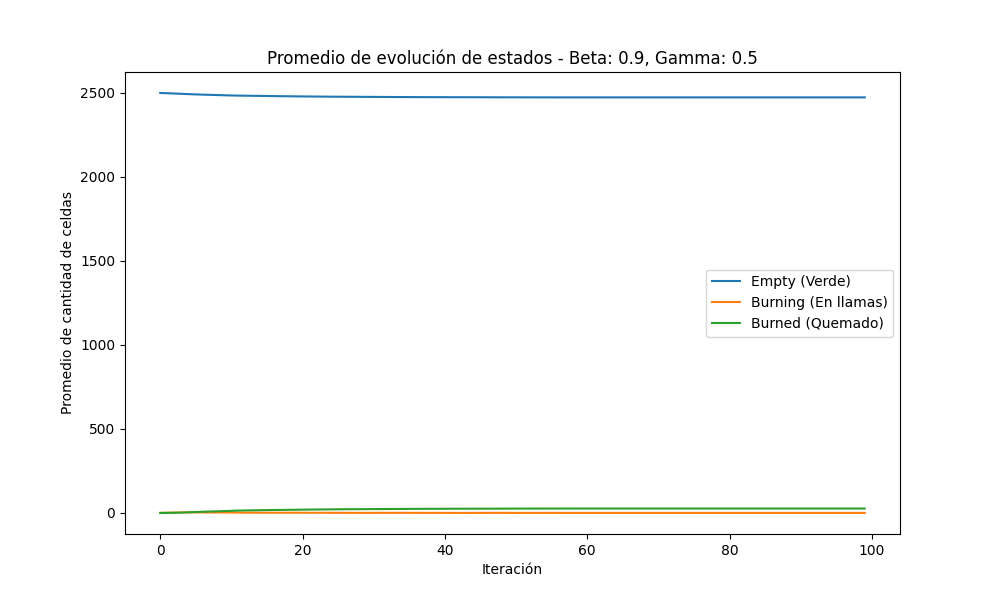 Promedio de evolución de estados - Beta: 0.9, Gamma: 0.5
Promedio de cantidad de celdas
2500
2000
1500
1000
500
0
Empty (Verde)
Burning (En llamas)
Burned (Quemado)
0 20 40 60 80 100
Iteración